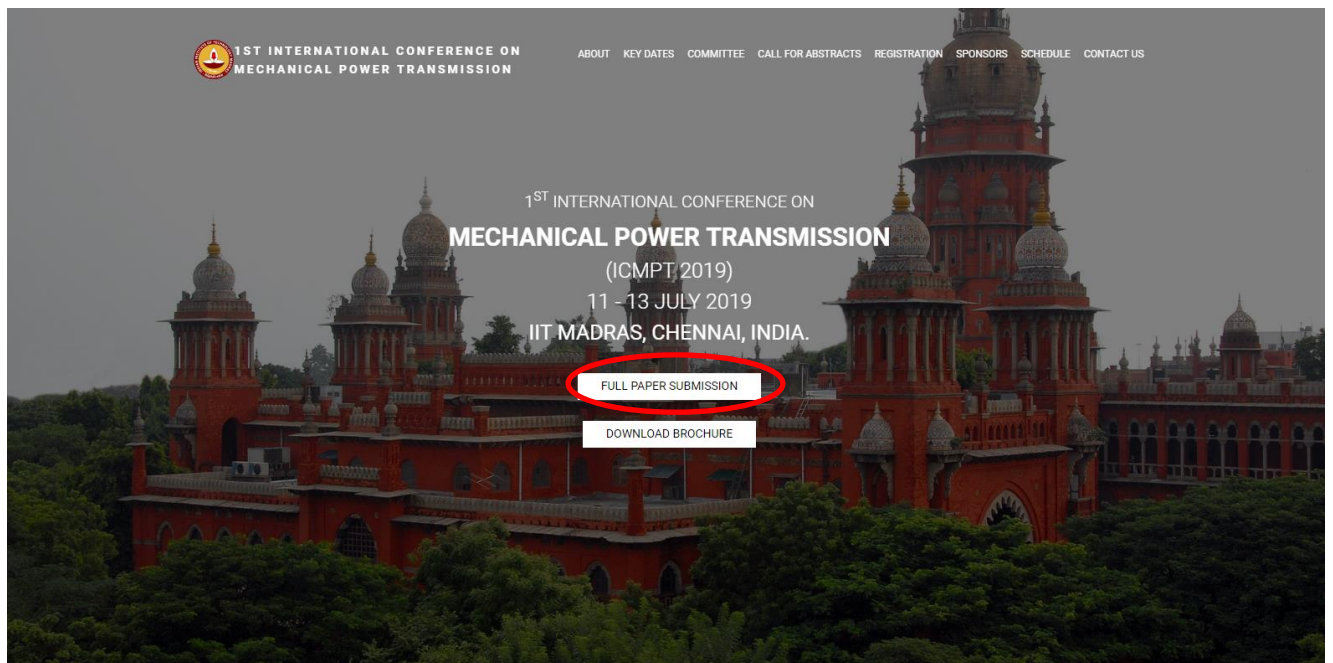 1ST INTERNATIONAL CONFERENCE ON
MECHANICAL POWER TRANSMISSION
ABOUT KEY DATES COMMITTEE CALL FOR ABSTRACTS REGISTRATION SPONSORS SCHEDULE CONTACT US
1ST INTERNATIONAL CONFERENCE ON
MECHANICAL POWER TRANSMISSION
(ICMPT 2019)
11 - 13 JULY 2019
IIT MADRAS, CHENNAI, INDIA.
FULL PAPER SUBMISSION
DOWNLOAD BROCHURE